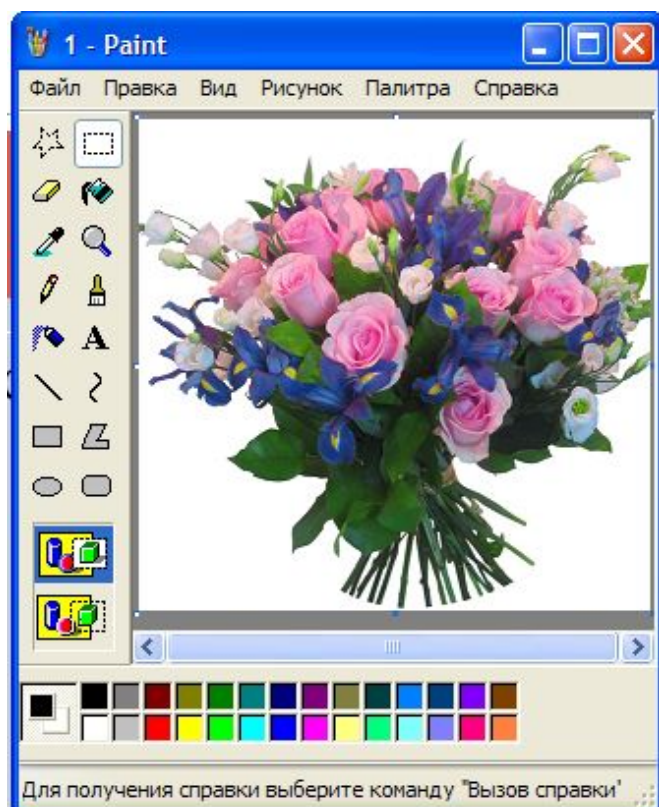 1 - Paint
Файл Правка Вид Рисунок Палитра Справка
A
Для получения справки выберите команду "Вызов справки"